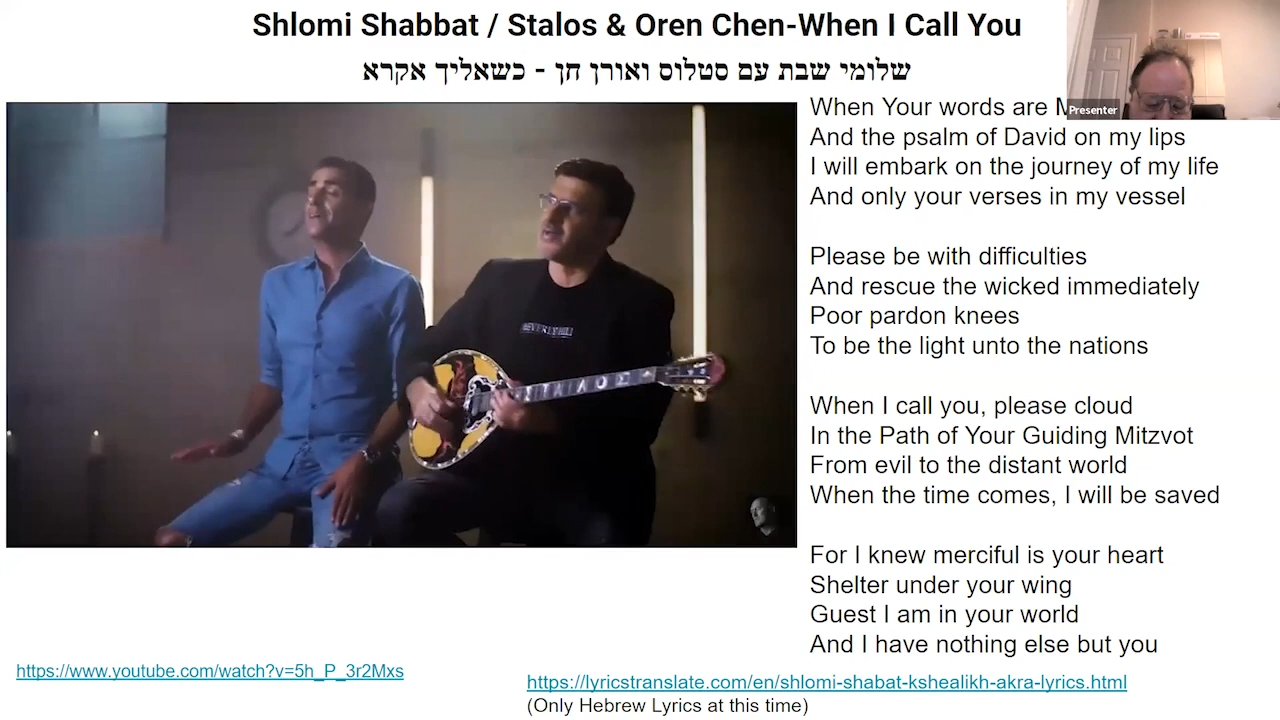 Shlomi Shabbat / Stalos & Oren Chen-When I Call You
שלומי שבת עם סטלוס ואורן חן - כשאליך אקרא
Presenter
When Your words are
And the psalm of David on my lips
I will embark on the journey of my life
And only your verses in my vessel
Please be with difficulties
And rescue the wicked immediately
Poor pardon knees
To be the light unto the nations
When I call you, please cloud
In the Path of Your Guiding Mitzvot
From evil to the distant world
When the time comes, I will be saved
For I knew merciful is your heart
Shelter under your wing
Guest I am in your world
And I have nothing else but you
https://www.youtube.com/watch?v=5h_P_3r2Mxs
https://lyricstranslate.com/en/shlomi-shabat-kshealikh-akra-lyrics.html
(Only Hebrew Lyrics at this time)